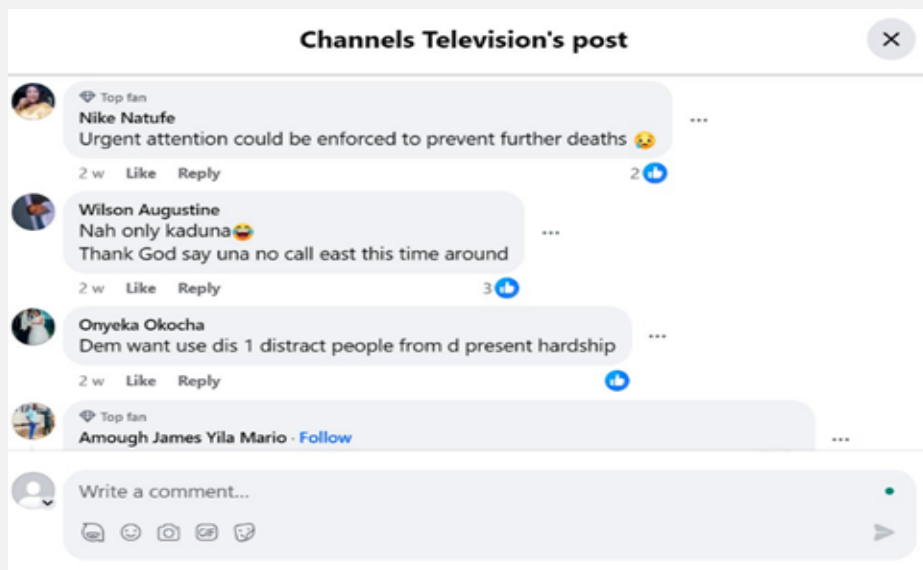 Channels Television's post
Top fan
Nike Natufe
Urgent attention could be enforced to prevent further deaths 😥
2 w Like Reply 2
Wilson Augustine
Nah only kaduna😂
Thank God say una no call east this time around
2 w Like Reply 3
Onyeka Okocha
Dem want use dis 1 distract people from d present hardship
2 w Like Reply
Top fan
Amough James Yila Mario · Follow
Write a comment...
GIF